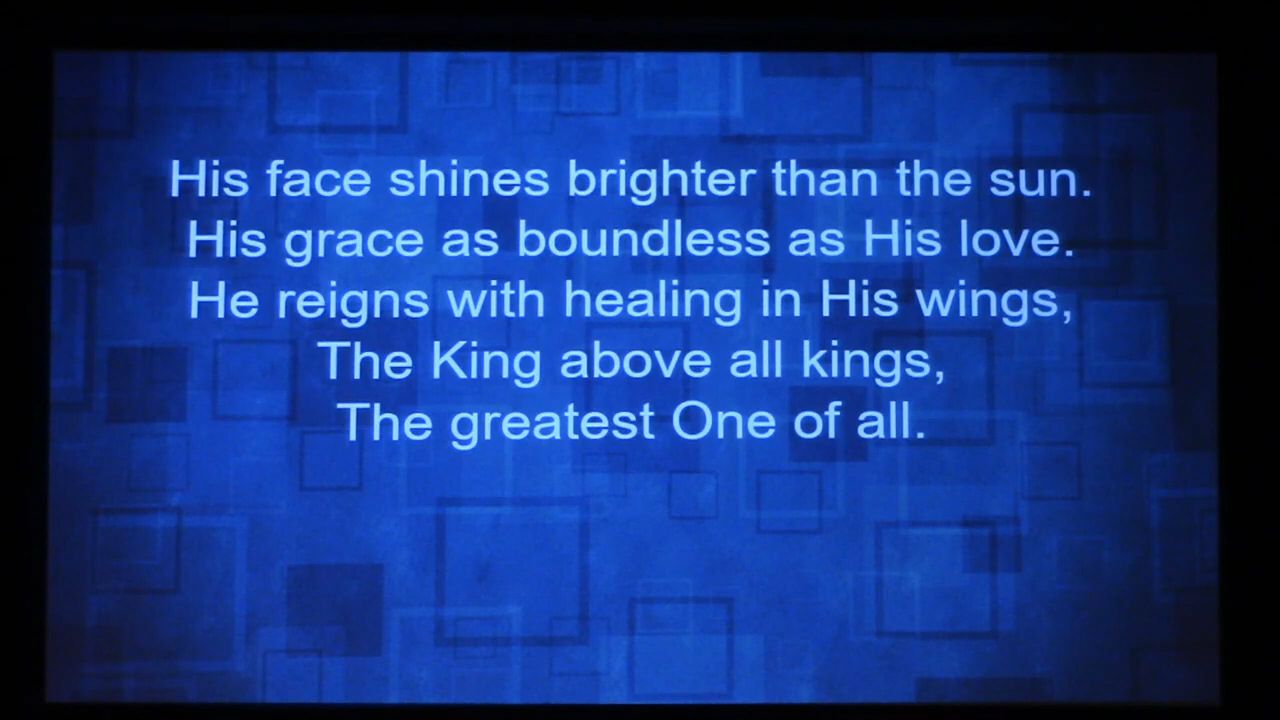 His face shines brighter than the sun.
His grace as boundless as His love.
He reigns with healing in His wings,
The King above all kings,
The greatest One of all.